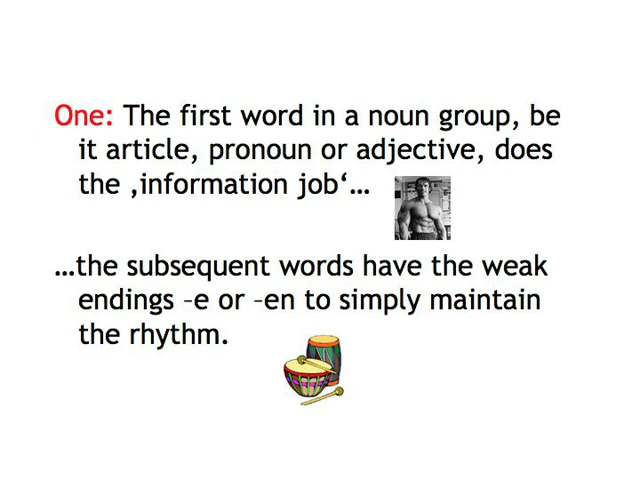 One: The first word in a noun group, be
it article, pronoun or adjective, does
the ‚information job‘…
…the subsequent words have the weak
endings –e or –en to simply maintain
the rhythm.